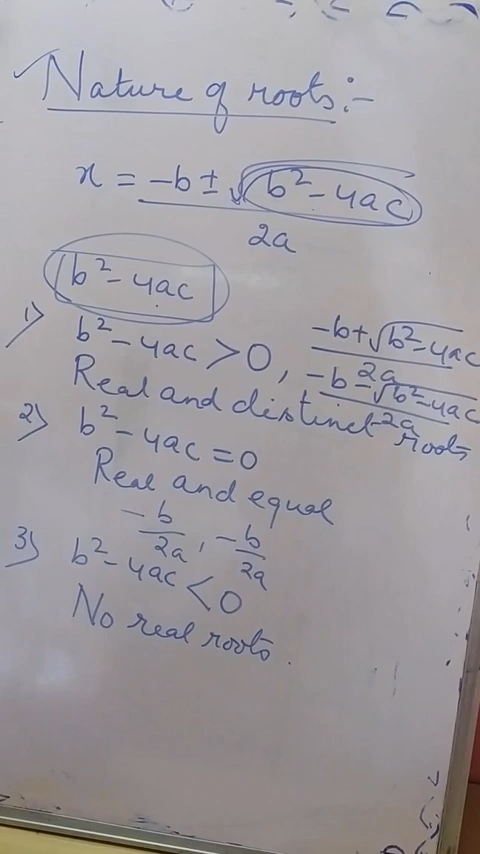 Nature of roots:-
x = -b ± √b² - 4ac
2a
b² - 4ac
1) b² - 4ac > 0, -b + √b² - 4ac
2a
-b - √b² - 4ac
2a
Real and distinct roots
2) b² - 4ac = 0
Real and equal
-b/2a, -b/2a
3) b² - 4ac < 0
No real roots.